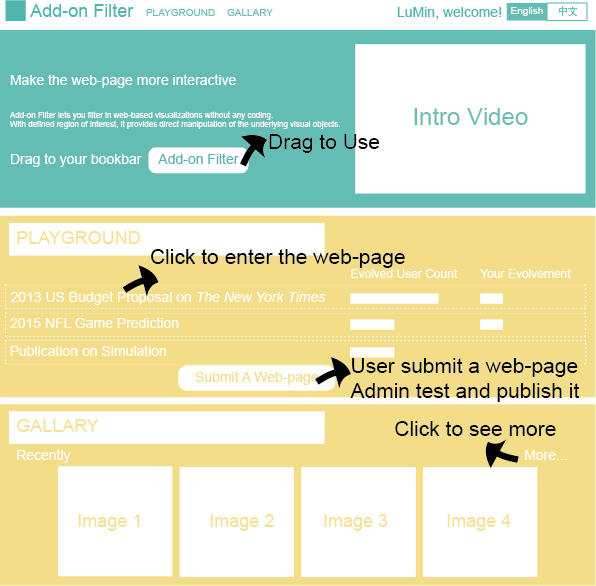 Add-on Filter PLAYGROUND GALLARY LuMin, welcome! English 中文
Make the web-page more interactive
Add-on Filter lets you filter in web-based visualizations without any coding.
With defined region of interest, it provides direct manipulation of the underlying visual objects.
Drag to your bookbar Add-on Filter
Drag to Use
Intro Video
PLAYGROUND
Click to enter the web-page
Evolved User Count Your Evolvement
2013 US Budget Proposal on The New York Times
2015 NFL Game Prediction
Publication on Simulation
Submit A Web-page
User submit a web-page
Admin test and publish it
GALLARY
Click to see more
Recently More...
Image 1 Image 2 Image 3 Image 4